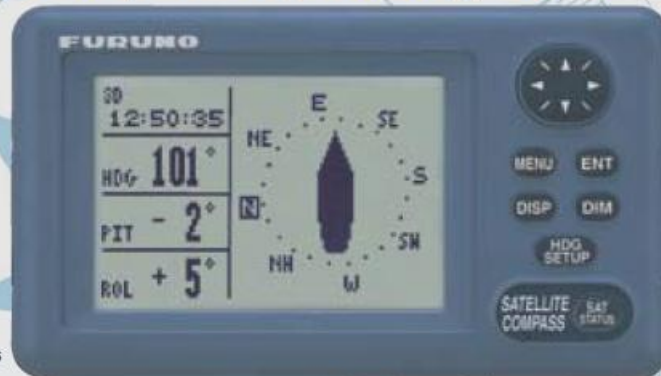 FURUNO
3D
12:50:35
HDG 101°
PIT - 2°
ROL + 5°
E
NE SE
N S
NW SW
W
MENU ENT
DISP DIM
HDG
SETUP
SATELLITE
COMPASS
SAT
STATUS
s